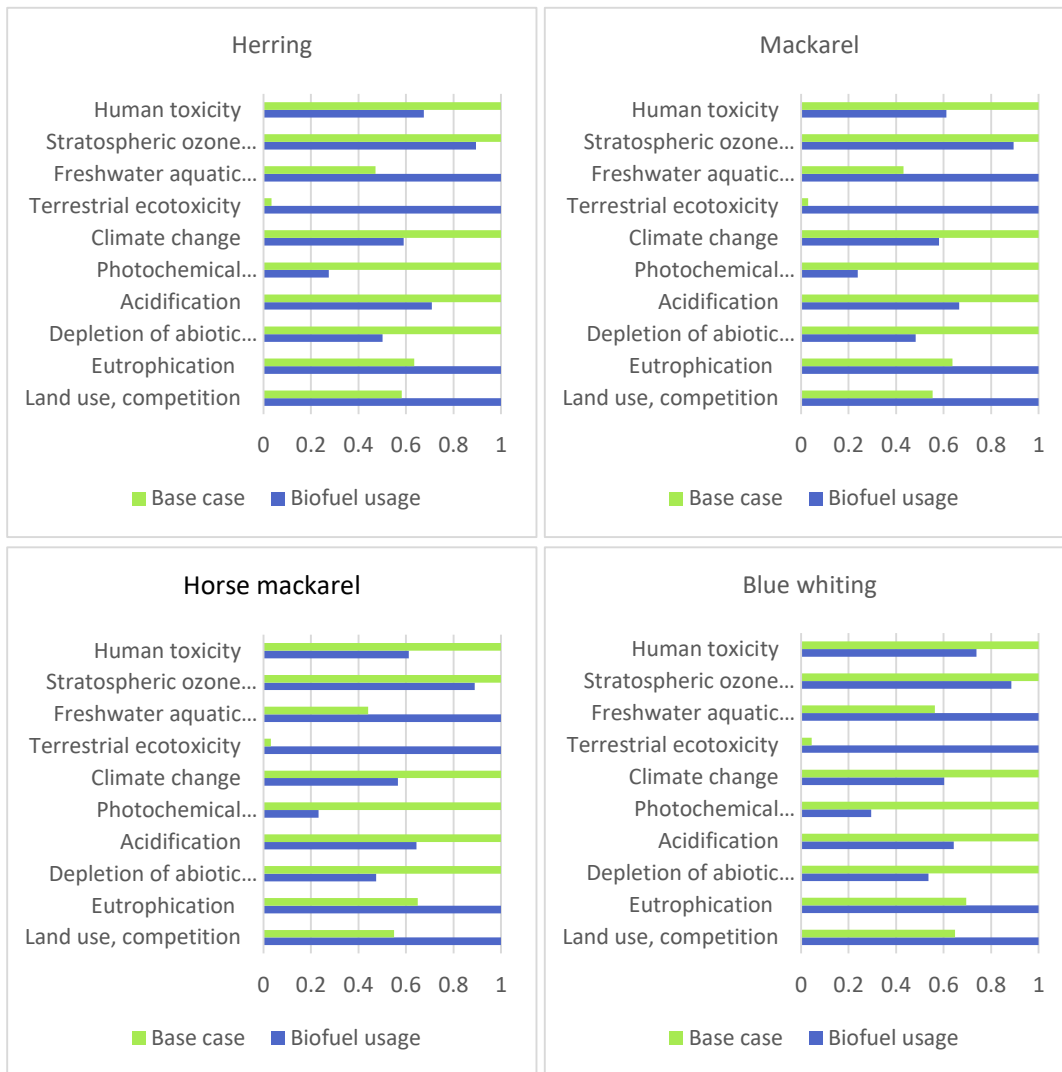 Herring
Human toxicity
Stratospheric ozone...
Freshwater aquatic...
Terrestrial ecotoxicity
Climate change
Photochemical...
Acidification
Depletion of abiotic...
Eutrophication
Land use, competition
0 0.2 0.4 0.6 0.8 1
Base case Biofuel usage
Mackarel
Human toxicity
Stratospheric ozone...
Freshwater aquatic...
Terrestrial ecotoxicity
Climate change
Photochemical...
Acidification
Depletion of abiotic...
Eutrophication
Land use, competition
0 0.2 0.4 0.6 0.8 1
Base case Biofuel usage
Horse mackarel
Human toxicity
Stratospheric ozone...
Freshwater aquatic...
Terrestrial ecotoxicity
Climate change
Photochemical...
Acidification
Depletion of abiotic...
Eutrophication
Land use, competition
0 0.2 0.4 0.6 0.8 1
Base case Biofuel usage
Blue whiting
Human toxicity
Stratospheric ozone...
Freshwater aquatic...
Terrestrial ecotoxicity
Climate change
Photochemical...
Acidification
Depletion of abiotic...
Eutrophication
Land use, competition
0 0.2 0.4 0.6 0.8 1
Base case Biofuel usage